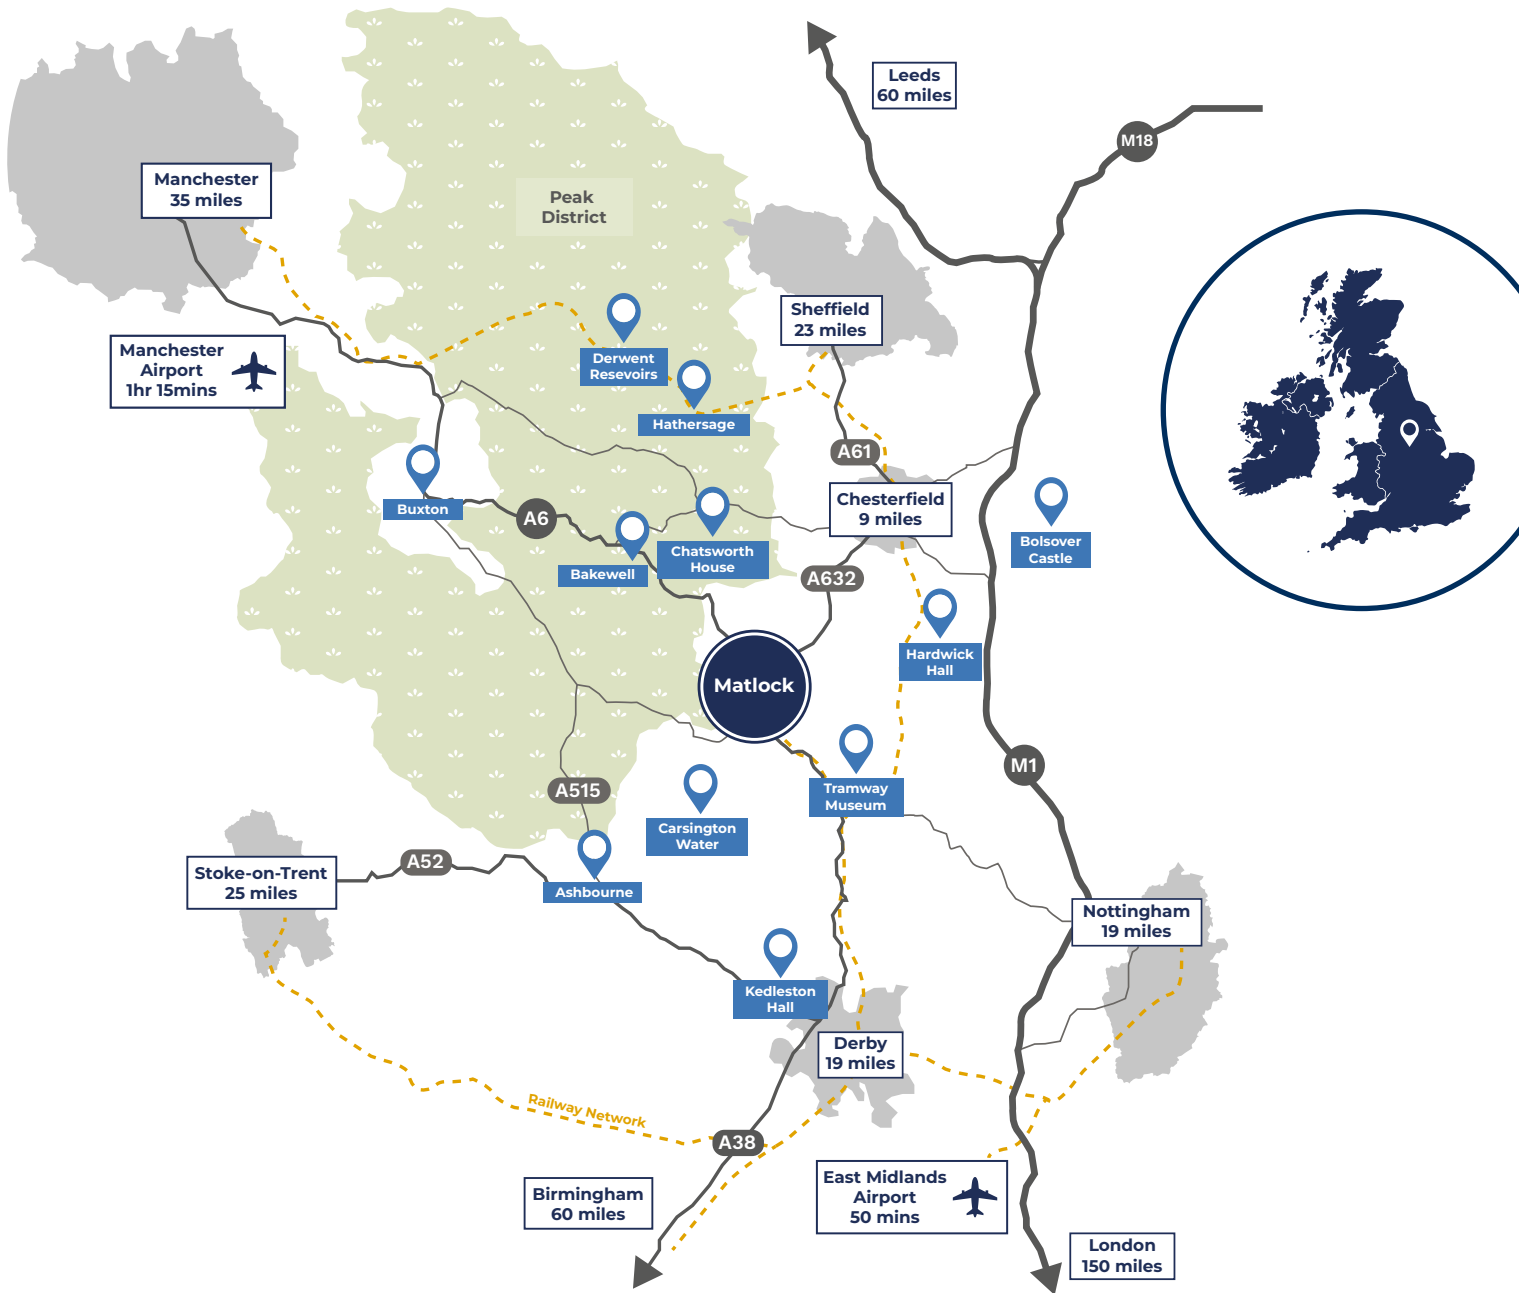 Leeds
60 miles
M18
Manchester
35 miles
Peak
District
Sheffield
23 miles
Manchester
Airport
1hr 15mins
Derwent
Resevoirs
Hathersage
A61
Buxton
A6
Chesterfield
9 miles
Bolsover
Castle
Chatsworth
House
Bakewell
A632
Hardwick
Hall
Matlock
M1
A515
Tramway
Museum
Carsington
Water
A52
Stoke-on-Trent
25 miles
Ashbourne
Nottingham
19 miles
Kedleston
Hall
Derby
19 miles
Railway Network
A38
East Midlands
Airport
50 mins
Birmingham
60 miles
London
150 miles